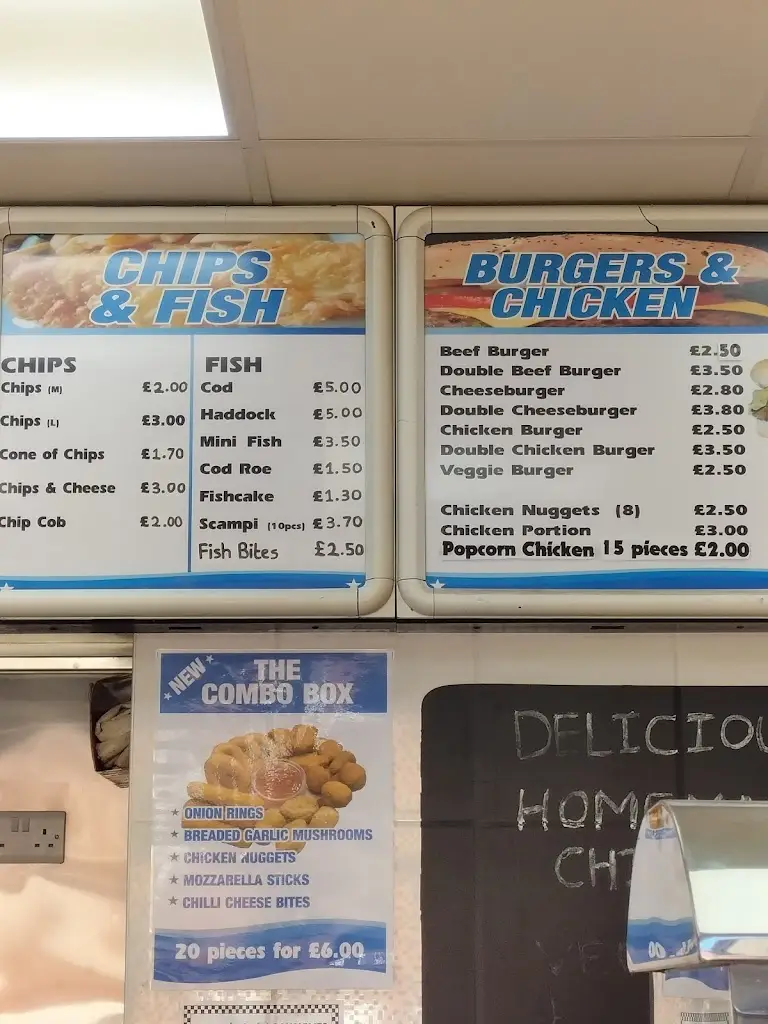 CHIPS
& FISH
CHIPS
Chips (M) £2.00
Chips (L) £3.00
Cone of Chips £1.70
Chips & Cheese £3.00
Chip Cob £2.00
FISH
Cod £5.00
Haddock £5.00
Mini Fish £3.50
Cod Roe £1.50
Fishcake £1.30
Scampi (10pcs) £3.70
Fish Bites £2.50
BURGERS &
CHICKEN
Beef Burger £2.50
Double Beef Burger £3.50
Cheeseburger £2.80
Double Cheeseburger £3.80
Chicken Burger £2.50
Double Chicken Burger £3.50
Veggie Burger £2.50
Chicken Nuggets (8) £2.50
Chicken Portion £3.00
Popcorn Chicken 15 pieces £2.00
NEW
THE
COMBO BOX
ONION RINGS
BREADED GARLIC MUSHROOMS
CHICKEN NUGGETS
MOZZARELLA STICKS
CHILLI CHEESE BITES
20 pieces for £6.00
DELICIOU
HOME
CH